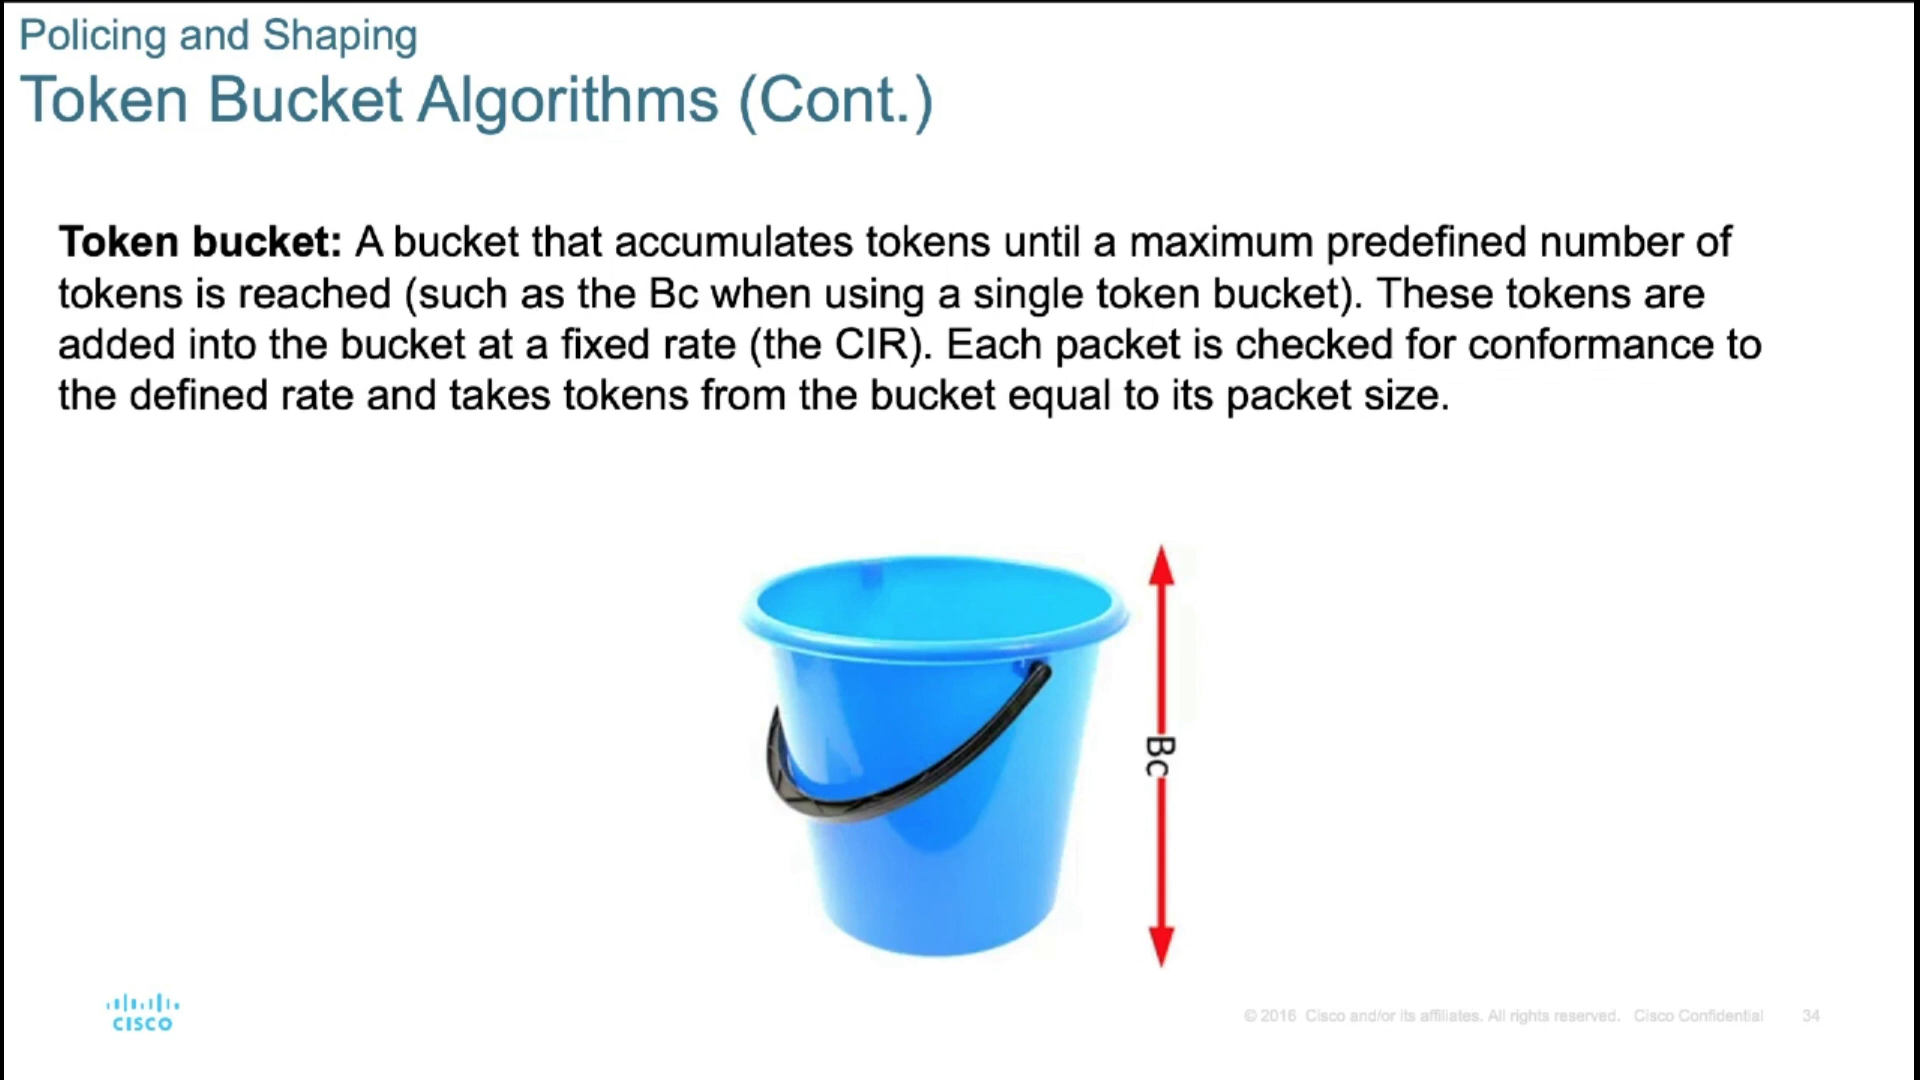 Policing and Shaping
Token Bucket Algorithms (Cont.)
Token bucket: A bucket that accumulates tokens until a maximum predefined number of
tokens is reached (such as the Bc when using a single token bucket). These tokens are
added into the bucket at a fixed rate (the CIR). Each packet is checked for conformance to
the defined rate and takes tokens from the bucket equal to its packet size.
Bc
CISCO
© 2016 Cisco and/or its affiliates. All rights reserved. Cisco Confidential 34